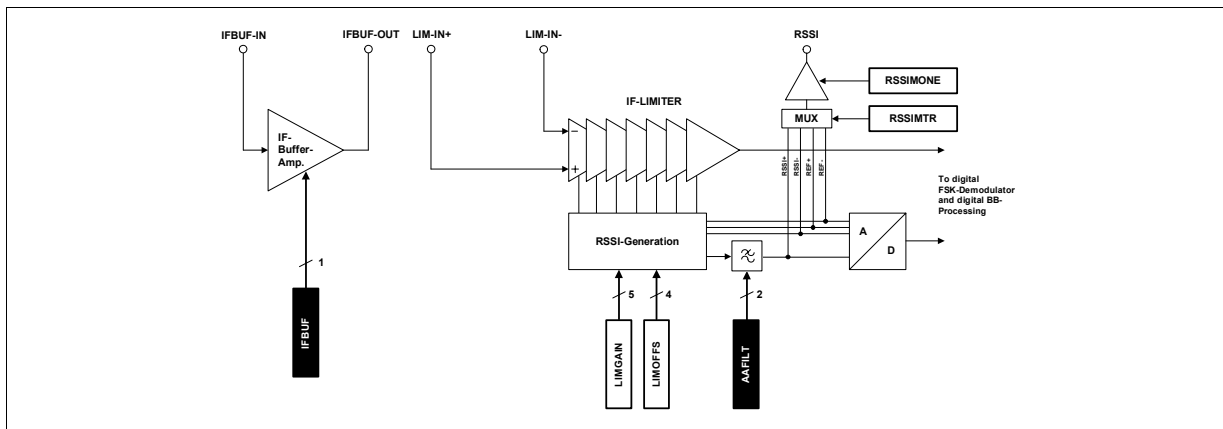 IFBUF-IN
IFBUF-OUT
LIM-IN+
LIM-IN-
RSSI
RSSIMONE
IF-LIMITER
MUX
RSSIMTR
IF-
Buffer-
Amp.
−
+
RSSI+
RSSI-
REF+
REF-
To digital
FSK-Demodulator
and digital BB-
Processing
RSSI-Generation
A
D
1
5
4
2
IFBUF
LIMGAIN
LIMOFFS
AAFILT